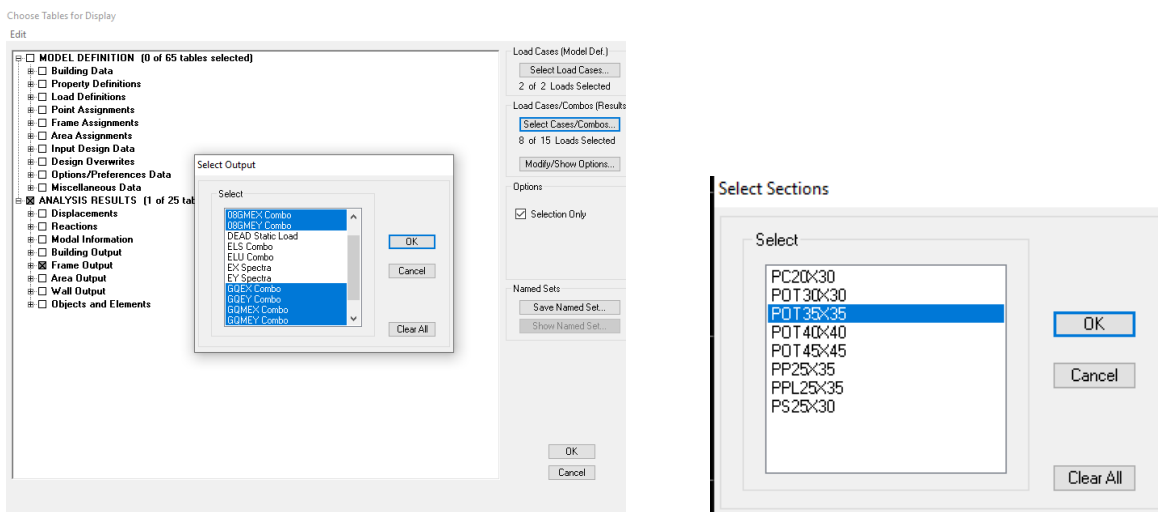 Choose Tables for Display
Edit
MODEL DEFINITION (0 of 65 tables selected)
Building Data
Property Definitions
Load Definitions
Point Assignments
Frame Assignments
Area Assignments
Input Design Data
Design Overwrites
Options/Preferences Data
Miscellaneous Data
ANALYSIS RESULTS (1 of 25 tab
Displacements
Reactions
Modal Information
Building Output
Frame Output
Area Output
Wall Output
Objects and Elements
Select Output
Select
08GMEX Combo
08GMEY Combo
DEAD Static Load
ELS Combo
ELU Combo
EX Spectra
EY Spectra
GQEX Combo
GQEY Combo
GQMEX Combo
GQMEY Combo
OK
Cancel
Clear All
Load Cases (Model Def.)
Select Load Cases...
2 of 2 Loads Selected
Load Cases/Combos (Results
Select Cases/Combos...
8 of 15 Loads Selected
Modify/Show Options...
Options
Selection Only
Named Sets
Save Named Set...
Show Named Set...
OK
Cancel
Select Sections
Select
PC20X30
POT30X30
POT35X35
POT40X40
POT45X45
PP25X35
PPL25X35
PS25X30
OK
Cancel
Clear All